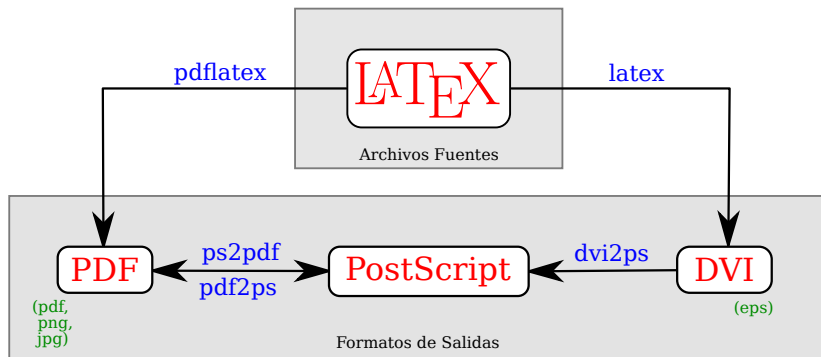 pdflatex
LATEX
latex
Archivos Fuentes
PDF
ps2pdf
pdf2ps
PostScript
dvi2ps
DVI
(pdf,
png,
jpg)
(eps)
Formatos de Salidas